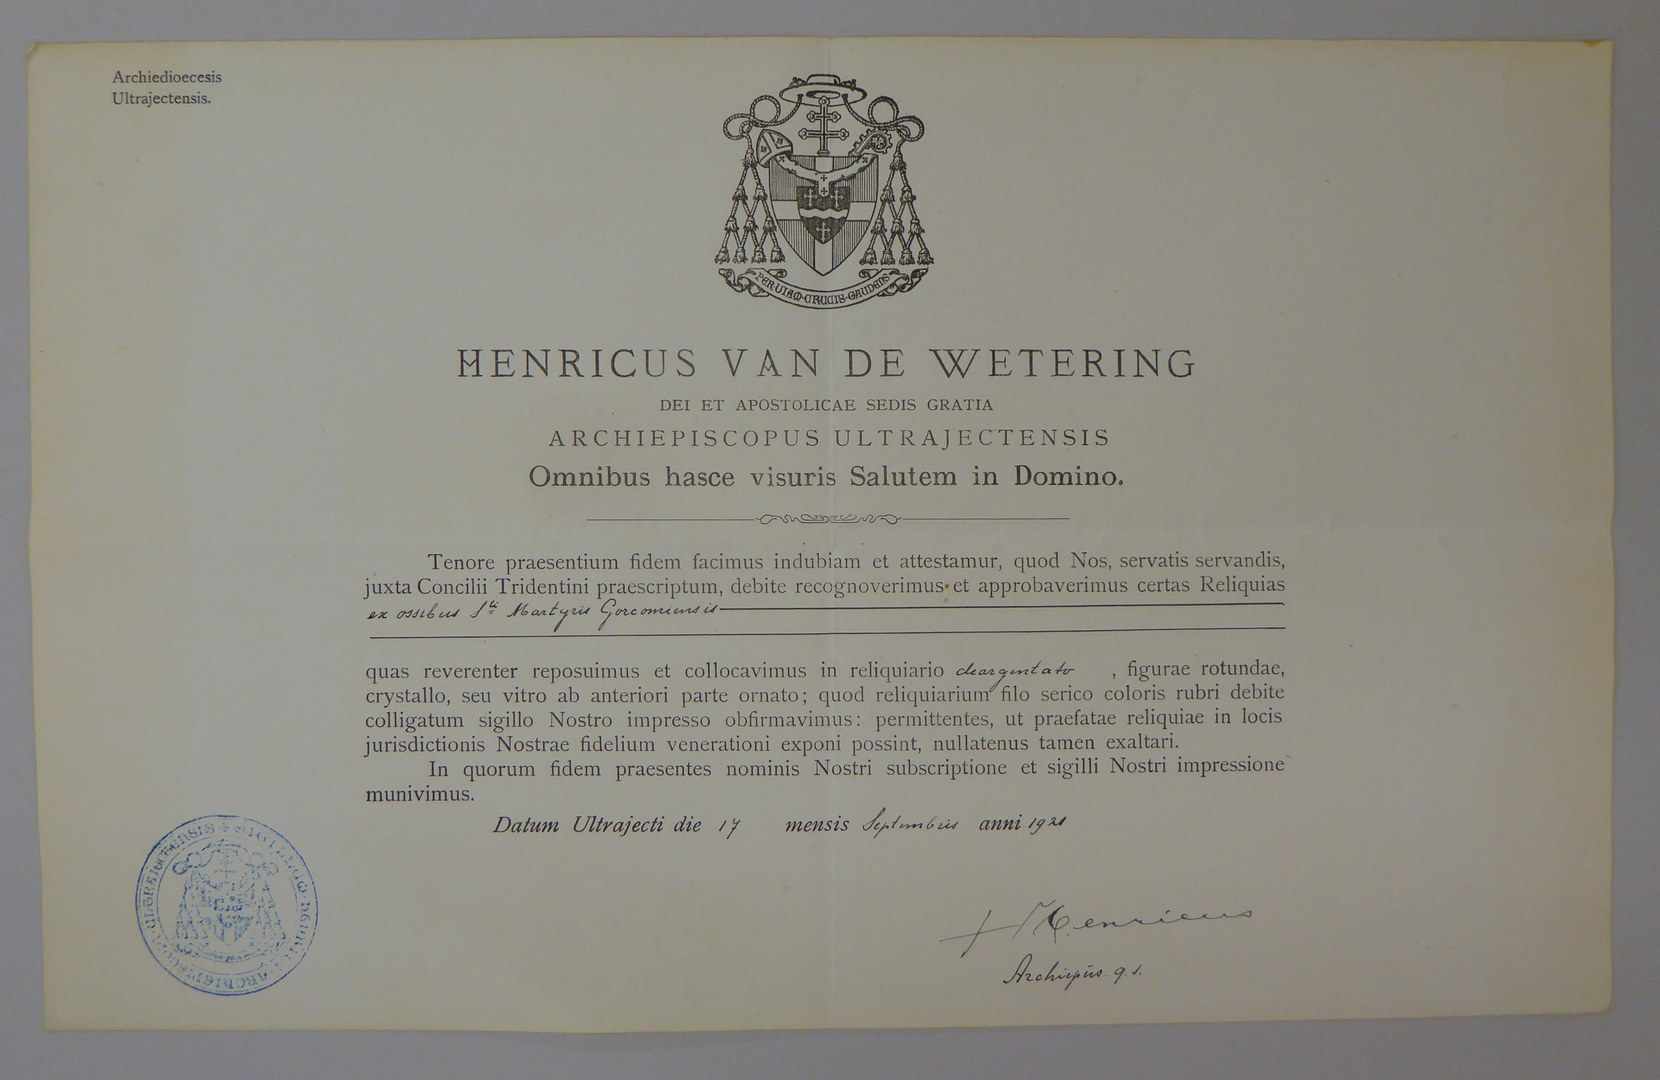 Archiedioecesis
Ultrajectensis.
PER VIAM CRUCIS GAUDENS
HENRICUS VAN DE WETERING
DEI ET APOSTOLICAE SEDIS GRATIA
ARCHIEPISCOPUS ULTRAJECTENSIS
Omnibus hasce visuris Salutem in Domino.
Tenore praesentium fidem facimus indubiam et attestamur, quod Nos, servatis servandis,
juxta Concilii Tridentini praescriptum, debite recognoverimus et approbaverimus certas Reliquias
ex ossibus Sti Martyris Gorcomiensis
quas reverenter reposuimus et collocavimus in reliquiario deargentato , figurae rotundae,
crystallo, seu vitro ab anteriori parte ornato; quod reliquiarium filo serico coloris rubri debite
colligatum sigillo Nostro impresso obfirmavimus: permittentes, ut praefatae reliquiae in locis
jurisdictionis Nostrae fidelium venerationi exponi possint, nullatenus tamen exaltari.
In quorum fidem praesentes nominis Nostri subscriptione et sigilli Nostri impressione
munivimus.
Datum Ultrajecti die 17 mensis Septembris anni 1921
+ Henricus
Archiepūs